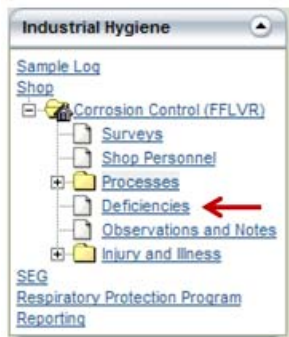 Industrial Hygiene
Sample Log
Shop
Corrosion Control (FFLVR)
Surveys
Shop Personnel
Processes
Deficiencies
Observations and Notes
Injury and Illness
SEG
Respiratory Protection Program
Reporting